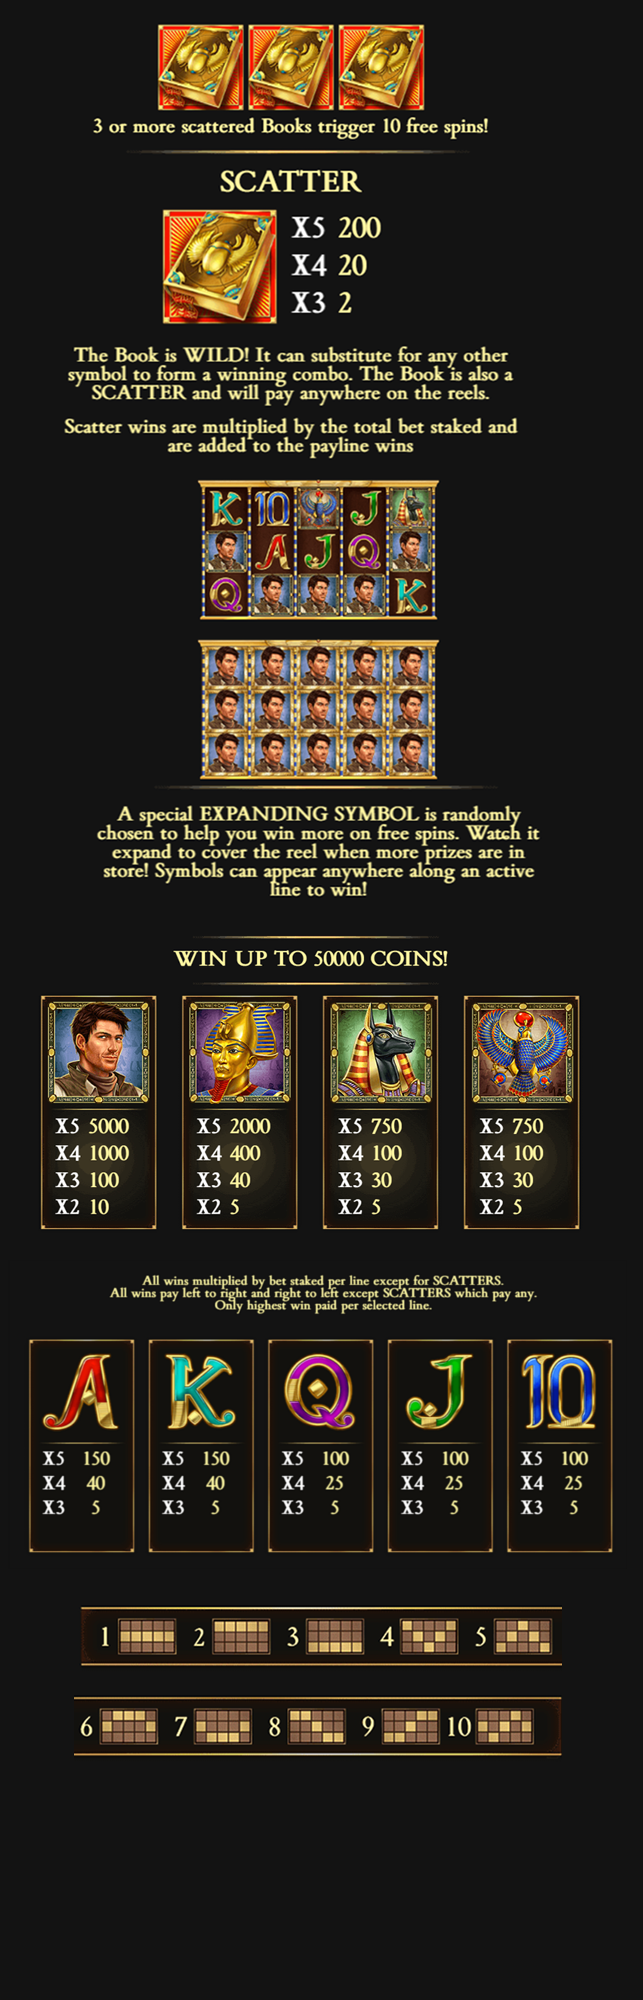 3 or more scattered Books trigger 10 free spins!
SCATTER
X5 200
X4 20
X3 2
The Book is WILD! It can substitute for any other
symbol to form a winning combo. The Book is also a
SCATTER and will pay anywhere on the reels.
Scatter wins are multiplied by the total bet staked and
are added to the payline wins
K 10 J
A J Q
Q K
A special EXPANDING SYMBOL is randomly
chosen to help you win more on free spins. Watch it
expand to cover the reel when more prizes are in
store! Symbols can appear anywhere along an active
line to win!
WIN UP TO 50000 COINS!
X5 5000 X5 2000 X5 750 X5 750
X4 1000 X4 400 X4 100 X4 100
X3 100 X3 40 X3 30 X3 30
X2 10 X2 5 X2 5 X2 5
All wins multiplied by bet staked per line except for SCATTERS.
All wins pay left to right and right to left except SCATTERS which pay any.
Only highest win paid per selected line.
A K Q J 10
X5 150 X5 150 X5 100 X5 100 X5 100
X4 40 X4 40 X4 25 X4 25 X4 25
X3 5 X3 5 X3 5 X3 5 X3 5
1 2 3 4 5
6 7 8 9 10